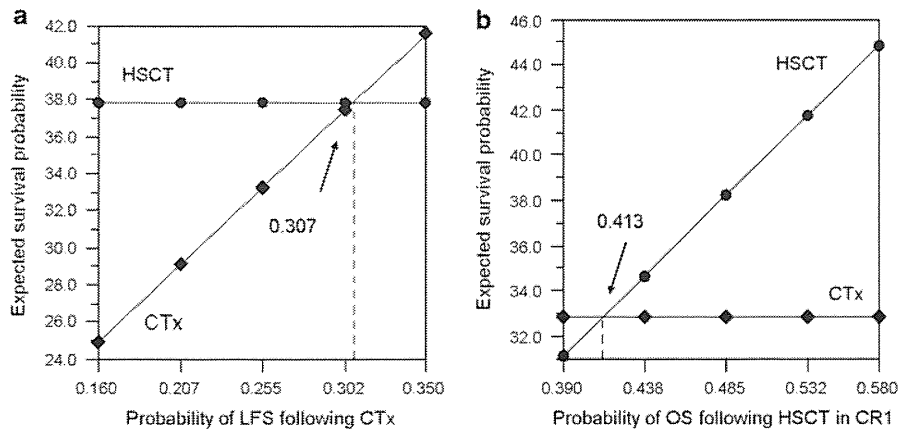 a
42.0
40.0
38.0
36.0
34.0
32.0
30.0
28.0
26.0
24.0
Expected survival probability
HSCT
0.307
CTx
0.160 0.207 0.255 0.302 0.350
Probability of LFS following CTx
b
46.0
44.0
42.0
40.0
38.0
36.0
34.0
32.0
Expected survival probability
HSCT
0.413
CTx
0.390 0.438 0.485 0.532 0.580
Probability of OS following HSCT in CR1